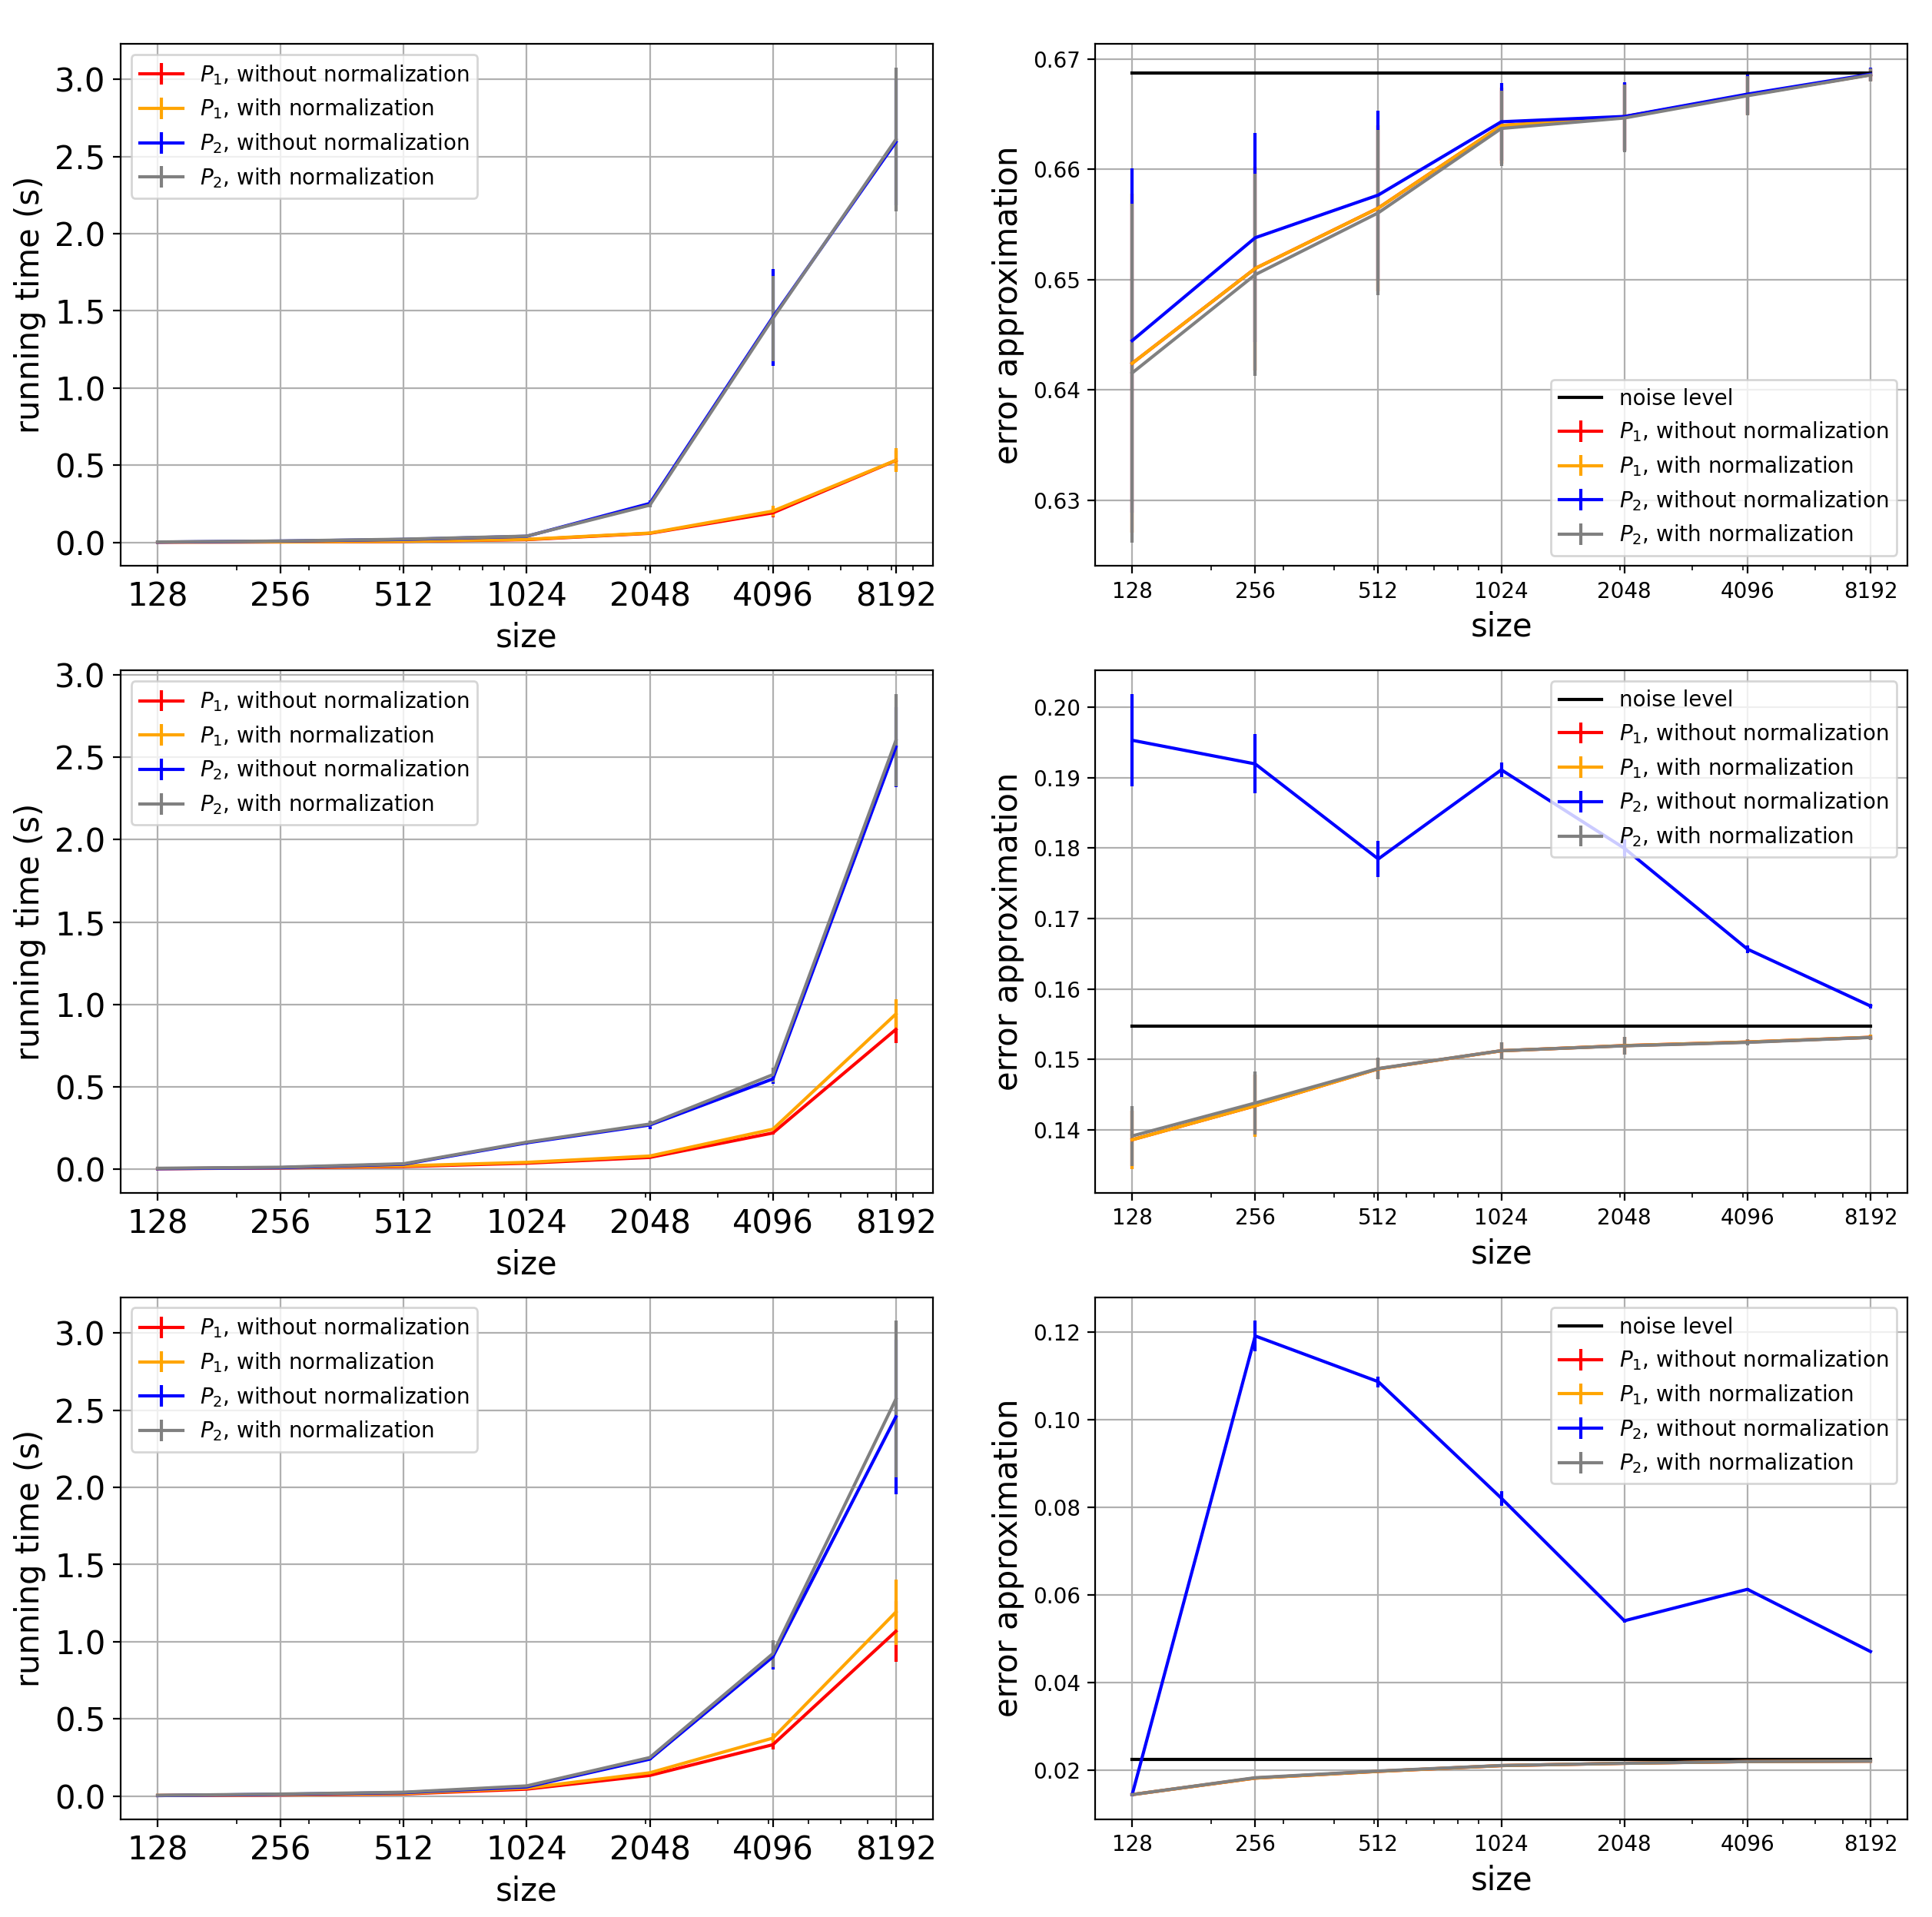 running time (s)
3.0
2.5
2.0
1.5
1.0
0.5
0.0
P1, without normalization
P1, with normalization
P2, without normalization
P2, with normalization
128 256 512 1024 2048 4096 8192
size
error approximation
0.67
0.66
0.65
0.64
0.63
noise level
P1, without normalization
P1, with normalization
P2, without normalization
P2, with normalization
128 256 512 1024 2048 4096 8192
size
running time (s)
3.0
2.5
2.0
1.5
1.0
0.5
0.0
P1, without normalization
P1, with normalization
P2, without normalization
P2, with normalization
128 256 512 1024 2048 4096 8192
size
error approximation
0.20
0.19
0.18
0.17
0.16
0.15
0.14
noise level
P1, without normalization
P1, with normalization
P2, without normalization
P2, with normalization
128 256 512 1024 2048 4096 8192
size
running time (s)
3.0
2.5
2.0
1.5
1.0
0.5
0.0
P1, without normalization
P1, with normalization
P2, without normalization
P2, with normalization
128 256 512 1024 2048 4096 8192
size
error approximation
0.12
0.10
0.08
0.06
0.04
0.02
noise level
P1, without normalization
P1, with normalization
P2, without normalization
P2, with normalization
128 256 512 1024 2048 4096 8192
size